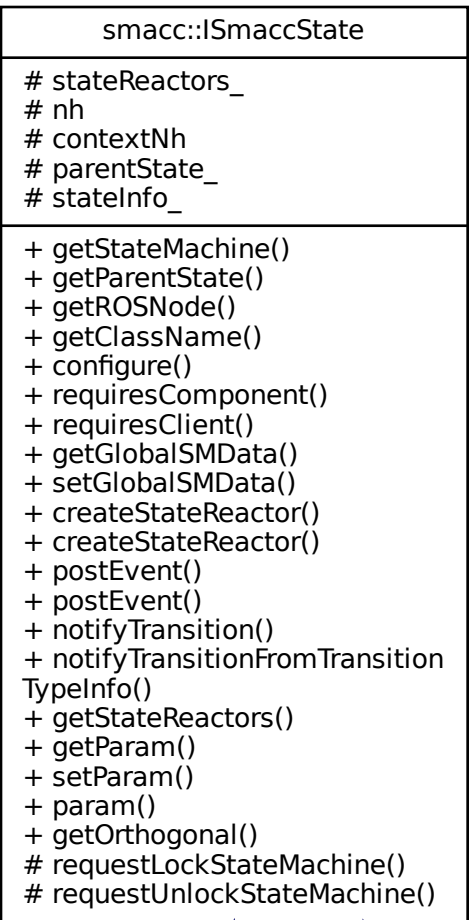 smacc::ISmaccState
# stateReactors_
# nh
# contextNh
# parentState_
# stateInfo_
+ getStateMachine()
+ getParentState()
+ getROSNode()
+ getClassName()
+ configure()
+ requiresComponent()
+ requiresClient()
+ getGlobalSMData()
+ setGlobalSMData()
+ createStateReactor()
+ createStateReactor()
+ postEvent()
+ postEvent()
+ notifyTransition()
+ notifyTransitionFromTransition
TypeInfo()
+ getStateReactors()
+ getParam()
+ setParam()
+ param()
+ getOrthogonal()
# requestLockStateMachine()
# requestUnlockStateMachine()